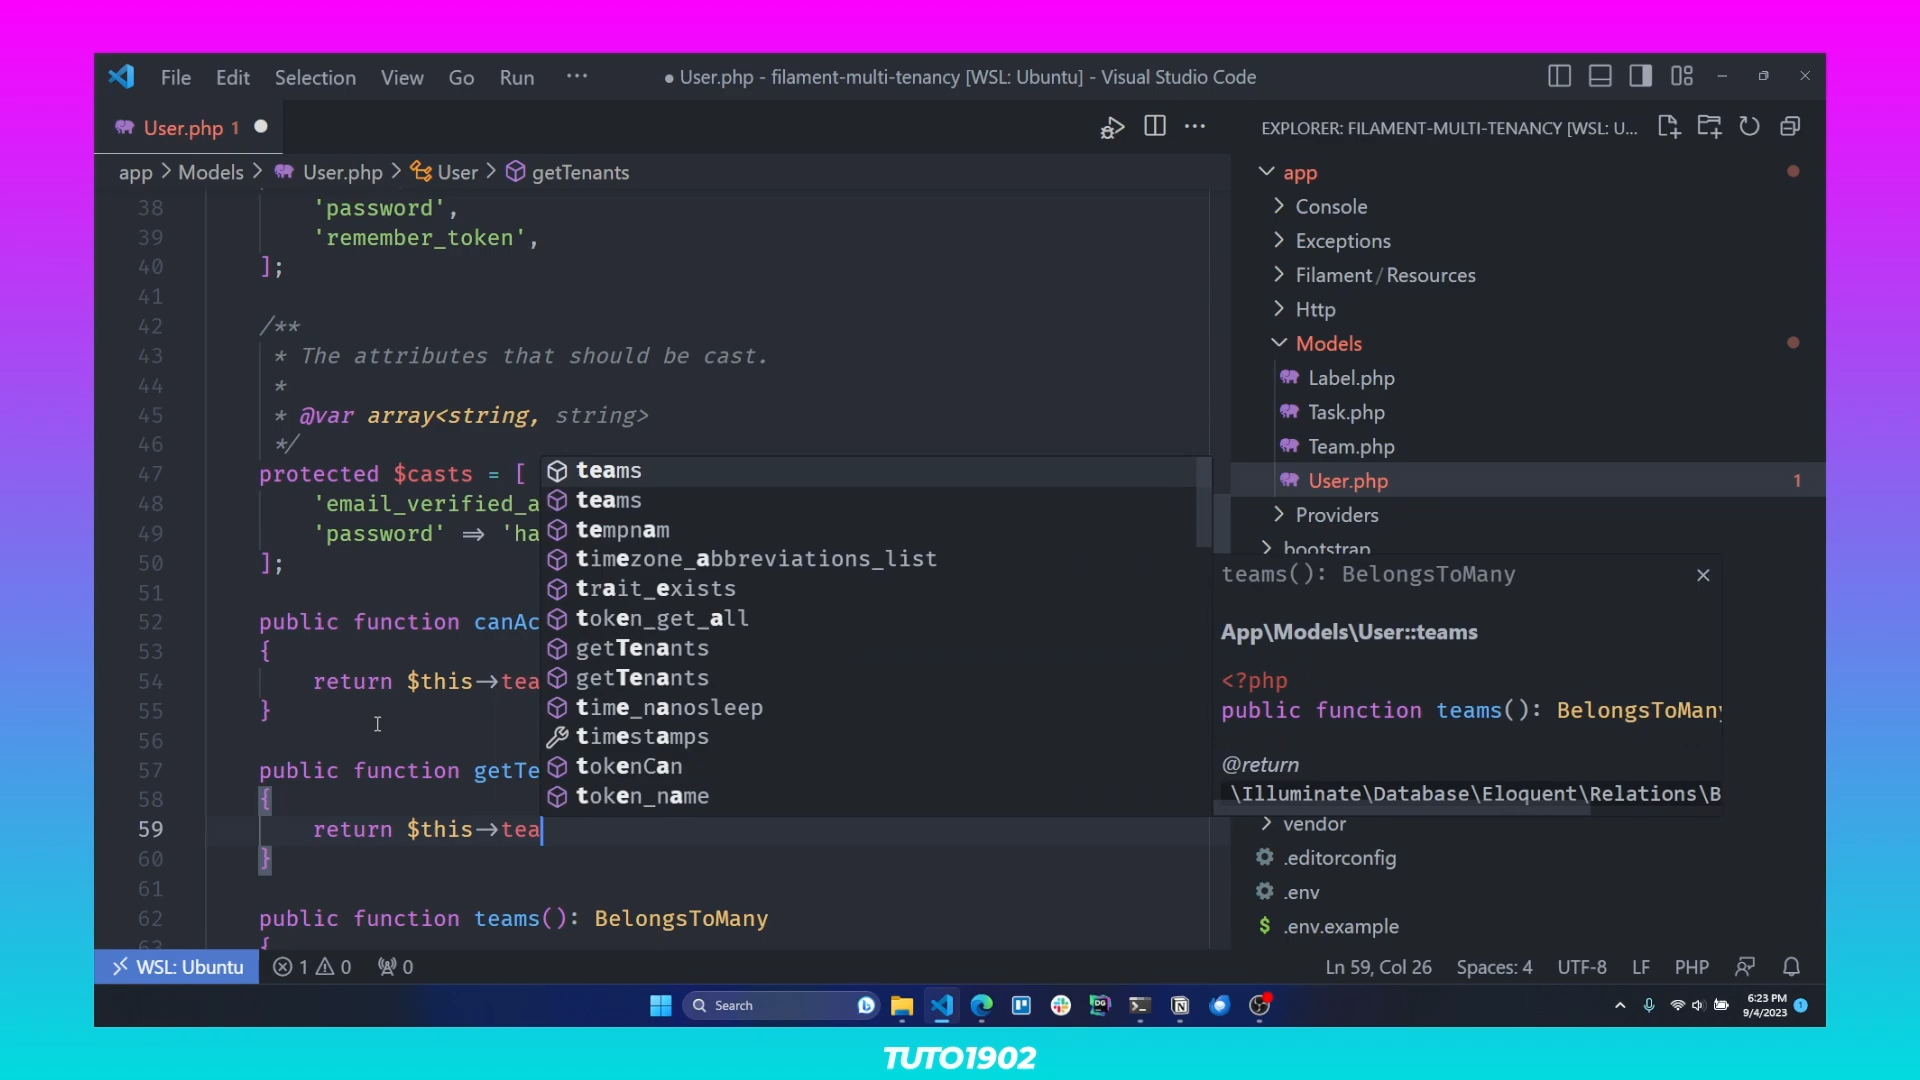 File Edit Selection View Go Run ···
● User.php - filament-multi-tenancy [WSL: Ubuntu] - Visual Studio Code
User.php 1
EXPLORER: FILAMENT-MULTI-TENANCY [WSL: U...
app > Models > User.php > User > getTenants
38 'password',
39 'remember_token',
40 ];
41
42 /**
43 * The attributes that should be cast.
44 *
45 * @var array<string, string>
46 */
47 protected $casts = [
48 'email_verified_a
49 'password' => 'ha
50 ];
51
52 public function canAc
53 {
54 return $this->tea
55 }
56
57 public function getTe
58 {
59 return $this->tea
60 }
61
62 public function teams(): BelongsToMany
63 {
teams
teams
tempnam
timezone_abbreviations_list
trait_exists
token_get_all
getTenants
getTenants
time_nanosleep
timestamps
tokenCan
token_name
app
Console
Exceptions
Filament/Resources
Http
Models
Label.php
Task.php
Team.php
User.php 1
Providers
bootstrap
teams(): BelongsToMany
App\Models\User::teams
<?php
public function teams(): BelongsToMany
@return
\Illuminate\Database\Eloquent\Relations\B
vendor
.editorconfig
.env
.env.example
WSL: Ubuntu 1 0 0
Ln 59, Col 26 Spaces: 4 UTF-8 LF PHP
Search
6:23 PM
9/4/2023
1
TUTO1902